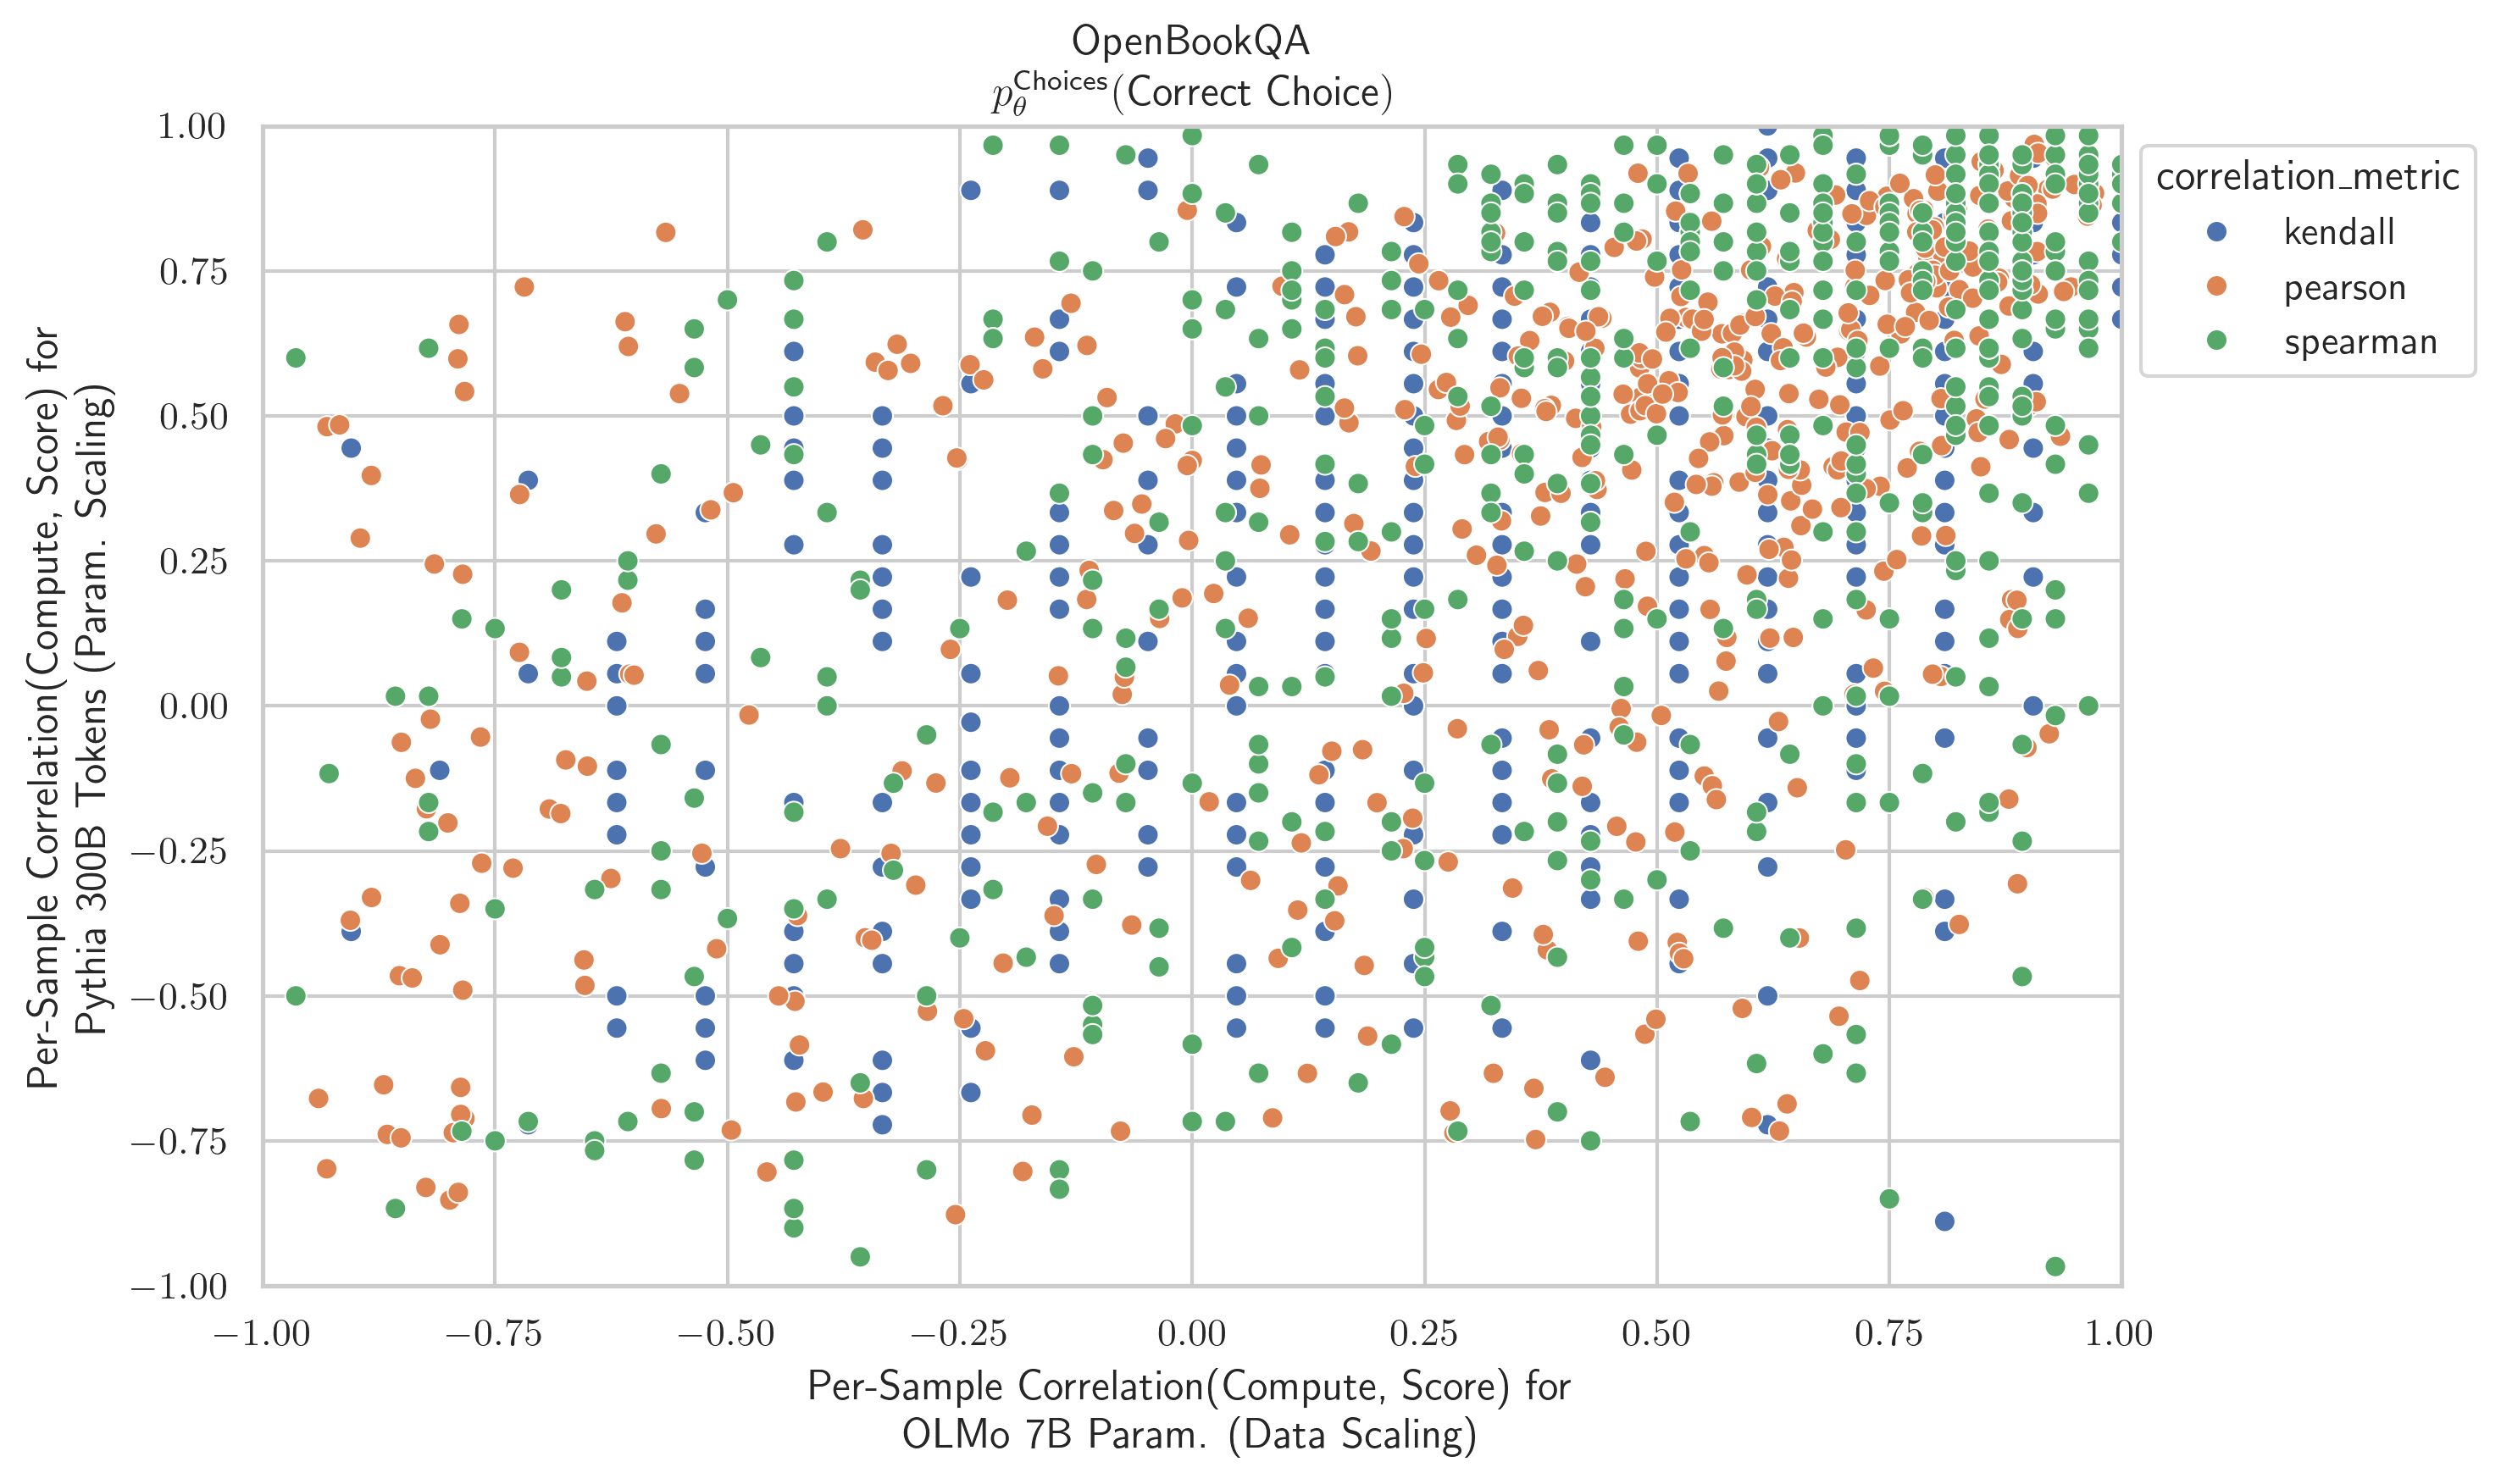 OpenBookQA
p_θ^Choices(Correct Choice)
Per-Sample Correlation(Compute, Score) for
Pythia 300B Tokens (Param. Scaling)
1.00
0.75
0.50
0.25
0.00
−0.25
−0.50
−0.75
−1.00
correlation_metric
kendall
pearson
spearman
−1.00 −0.75 −0.50 −0.25 0.00 0.25 0.50 0.75 1.00
Per-Sample Correlation(Compute, Score) for
OLMo 7B Param. (Data Scaling)